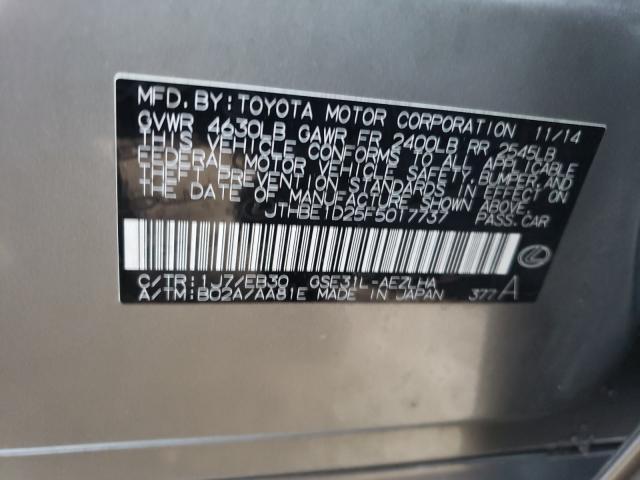 MFD. BY: TOYOTA MOTOR CORPORATION 11/14
GVWR 4630LB GAWR FR 2400LB RR 2545LB
THIS VEHICLE CONFORMS TO ALL APPLICABLE
FEDERAL MOTOR VEHICLE SAFETY, BUMPER, AND
THEFT PREVENTION STANDARDS IN EFFECT ON
THE DATE OF MANUFACTURE SHOWN ABOVE.
JTHBE1D25F5017737 PASS. CAR
C/TR: 1J7/EB30 GSE31L-AEZLHA
A/TM: B02A/AA81E MADE IN JAPAN 377 A